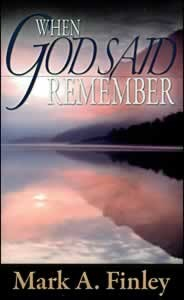 WHEN
GOD SAID
REMEMBER
Mark A. Finley